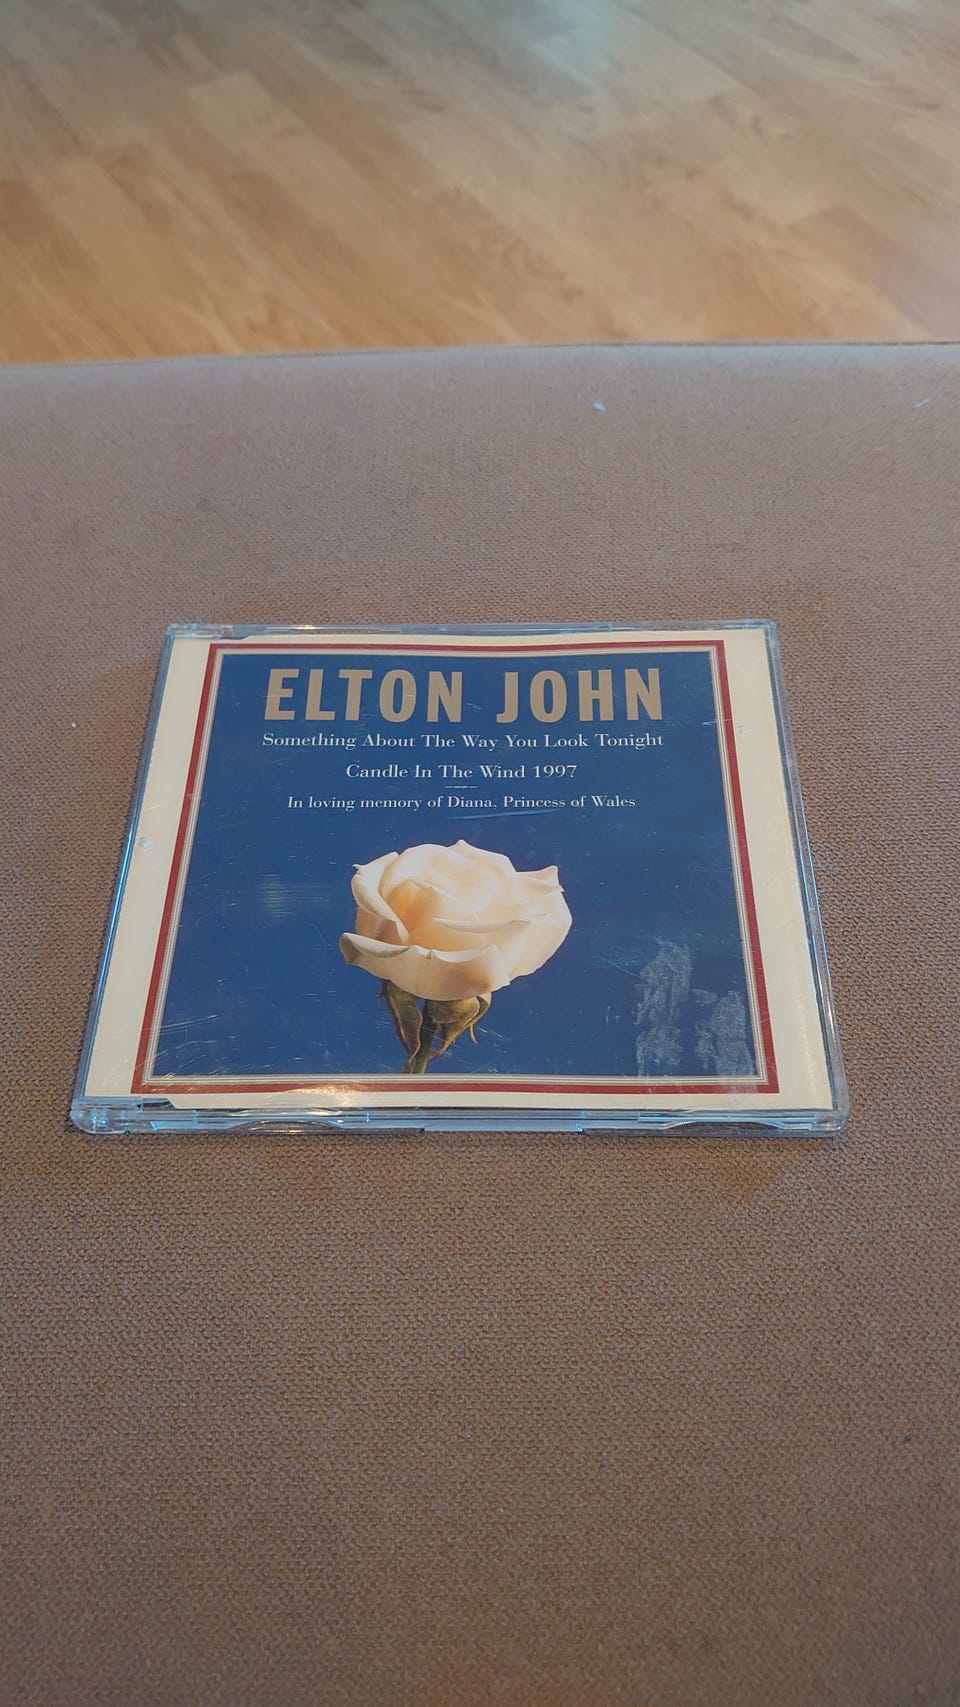 ELTON JOHN
Something About The Way You Look Tonight
Candle In The Wind 1997
In loving memory of Diana, Princess of Wales